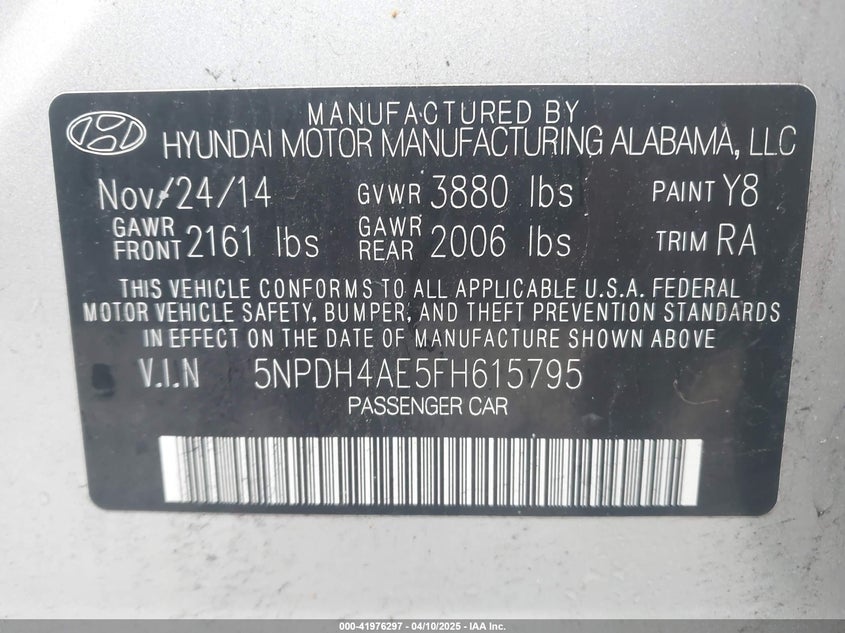 MANUFACTURED BY
HYUNDAI MOTOR MANUFACTURING ALABAMA, LLC
Nov/24/14 GVWR 3880 lbs PAINT Y8
GAWR FRONT 2161 lbs GAWR REAR 2006 lbs TRIM RA
THIS VEHICLE CONFORMS TO ALL APPLICABLE U.S.A. FEDERAL
MOTOR VEHICLE SAFETY, BUMPER, AND THEFT PREVENTION STANDARDS
IN EFFECT ON THE DATE OF MANUFACTURE SHOWN ABOVE
V.I.N 5NPDH4AE5FH615795
PASSENGER CAR
000-41976297 - 04/10/2025 - IAA Inc.